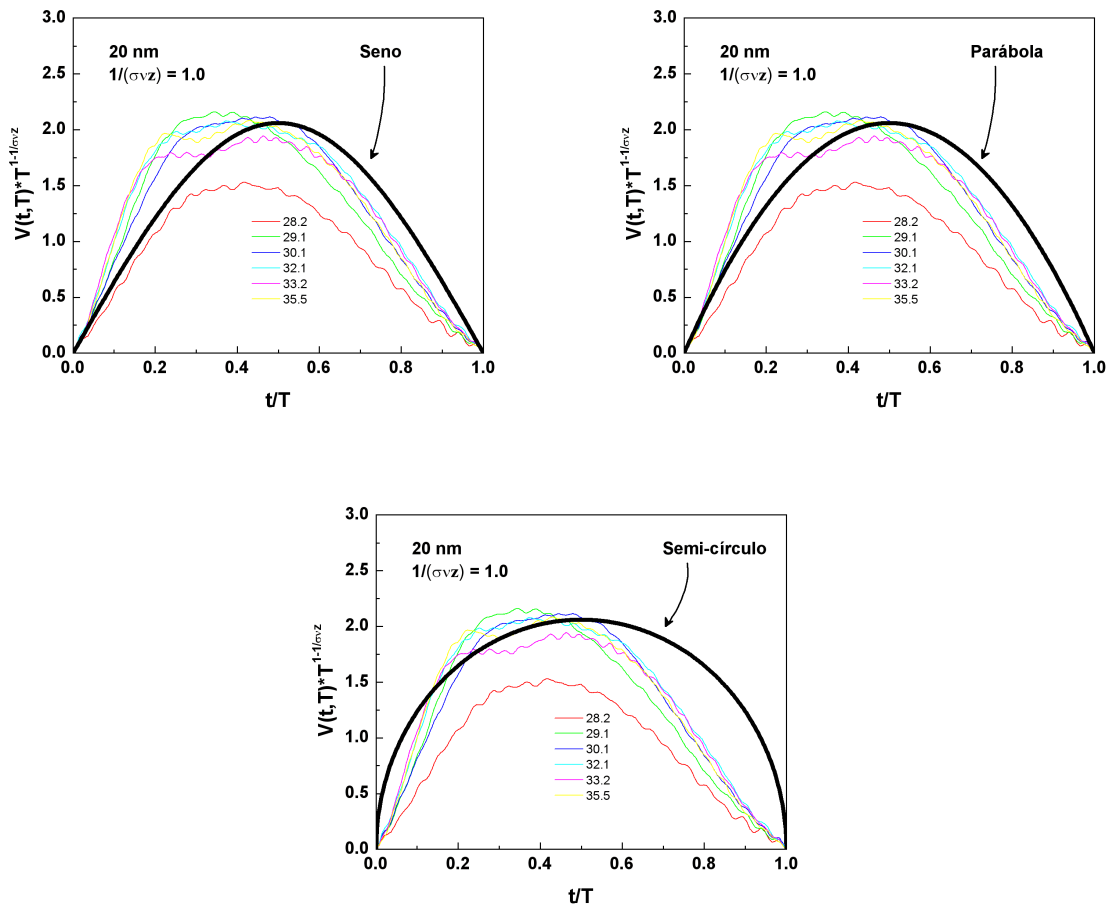 3.0
20 nm
Seno
1/(σνz) = 1.0
2.5
2.0
V(t,T)*T^1-1/σνz
1.5
28.2
29.1
30.1
32.1
33.2
35.5
1.0
0.5
0.0
0.0 0.2 0.4 0.6 0.8 1.0
t/T
3.0
20 nm
Parábola
1/(σνz) = 1.0
2.5
2.0
V(t,T)*T^1-1/σνz
1.5
28.2
29.1
30.1
32.1
33.2
35.5
1.0
0.5
0.0
0.0 0.2 0.4 0.6 0.8 1.0
t/T
3.0
20 nm
Semi-círculo
1/(σνz) = 1.0
2.5
2.0
V(t,T)*T^1-1/σνz
1.5
28.2
29.1
30.1
32.1
33.2
35.5
1.0
0.5
0.0
0.0 0.2 0.4 0.6 0.8 1.0
t/T